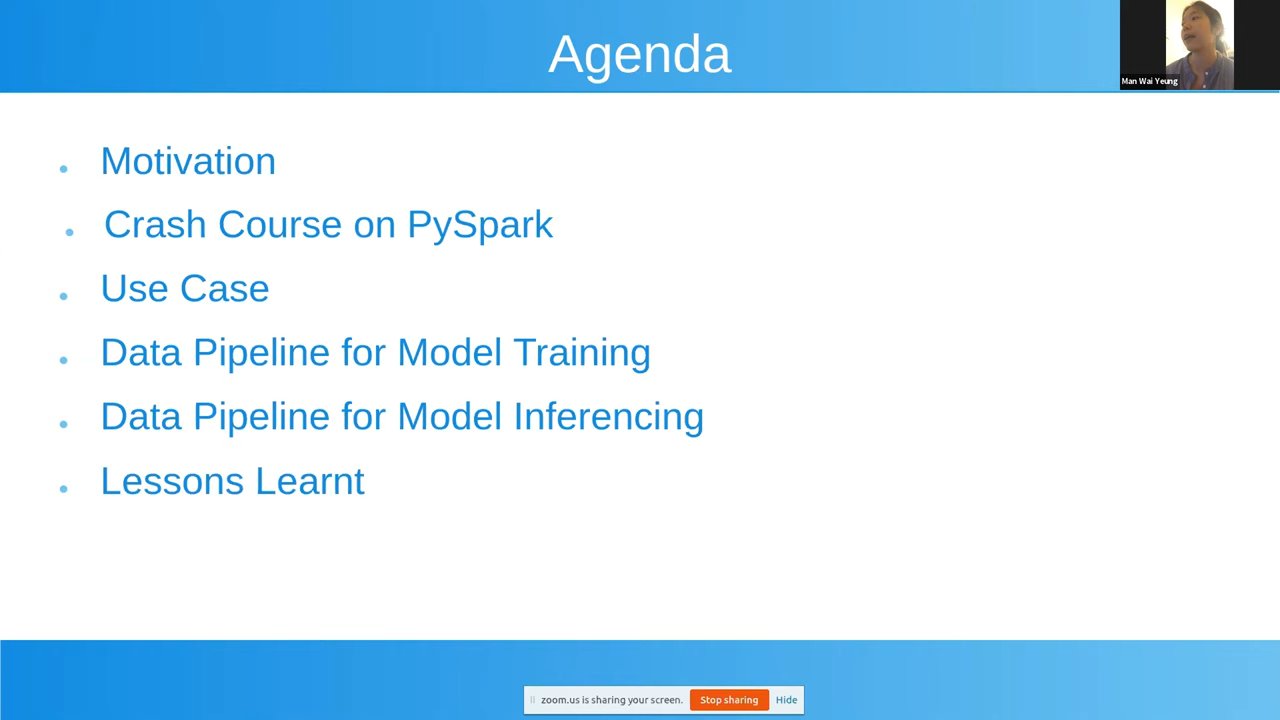 Agenda
Man Wai Yeung
Motivation
Crash Course on PySpark
Use Case
Data Pipeline for Model Training
Data Pipeline for Model Inferencing
Lessons Learnt
zoom.us is sharing your screen. Stop sharing Hide